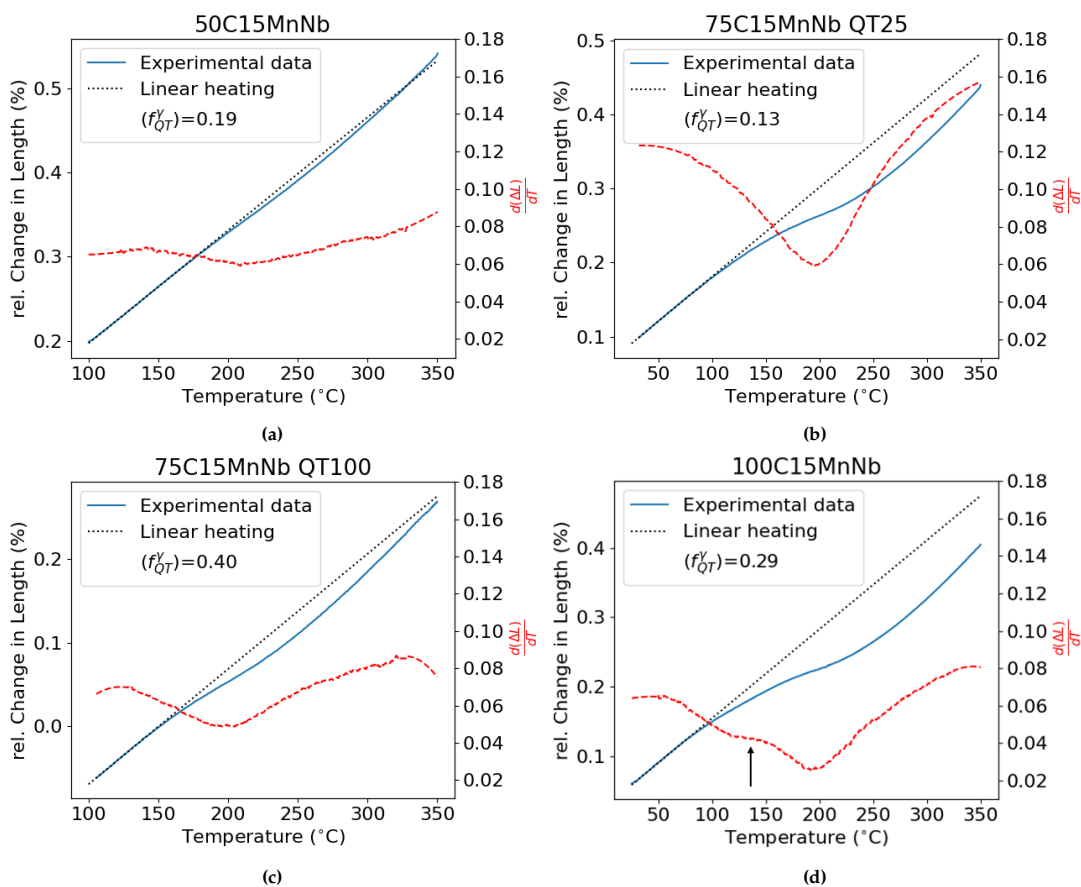 50C15MnNb
Experimental data
Linear heating
(f_QT^γ)=0.19
rel. Change in Length (%)
0.5
0.4
0.3
0.2
0.18
0.16
0.14
0.12
0.10
0.08
0.06
0.04
0.02
d(ΔL)/dT
100 150 200 250 300 350
Temperature (°C)
(a)
75C15MnNb QT25
Experimental data
Linear heating
(f_QT^γ)=0.13
rel. Change in Length (%)
0.5
0.4
0.3
0.2
0.1
0.18
0.16
0.14
0.12
0.10
0.08
0.06
0.04
0.02
d(ΔL)/dT
50 100 150 200 250 300 350
Temperature (°C)
(b)
75C15MnNb QT100
Experimental data
Linear heating
(f_QT^γ)=0.40
rel. Change in Length (%)
0.2
0.1
0.0
0.18
0.16
0.14
0.12
0.10
0.08
0.06
0.04
0.02
d(ΔL)/dT
100 150 200 250 300 350
Temperature (°C)
(c)
100C15MnNb
Experimental data
Linear heating
(f_QT^γ)=0.29
rel. Change in Length (%)
0.4
0.3
0.2
0.1
0.18
0.16
0.14
0.12
0.10
0.08
0.06
0.04
0.02
d(ΔL)/dT
50 100 150 200 250 300 350
Temperature (°C)
(d)